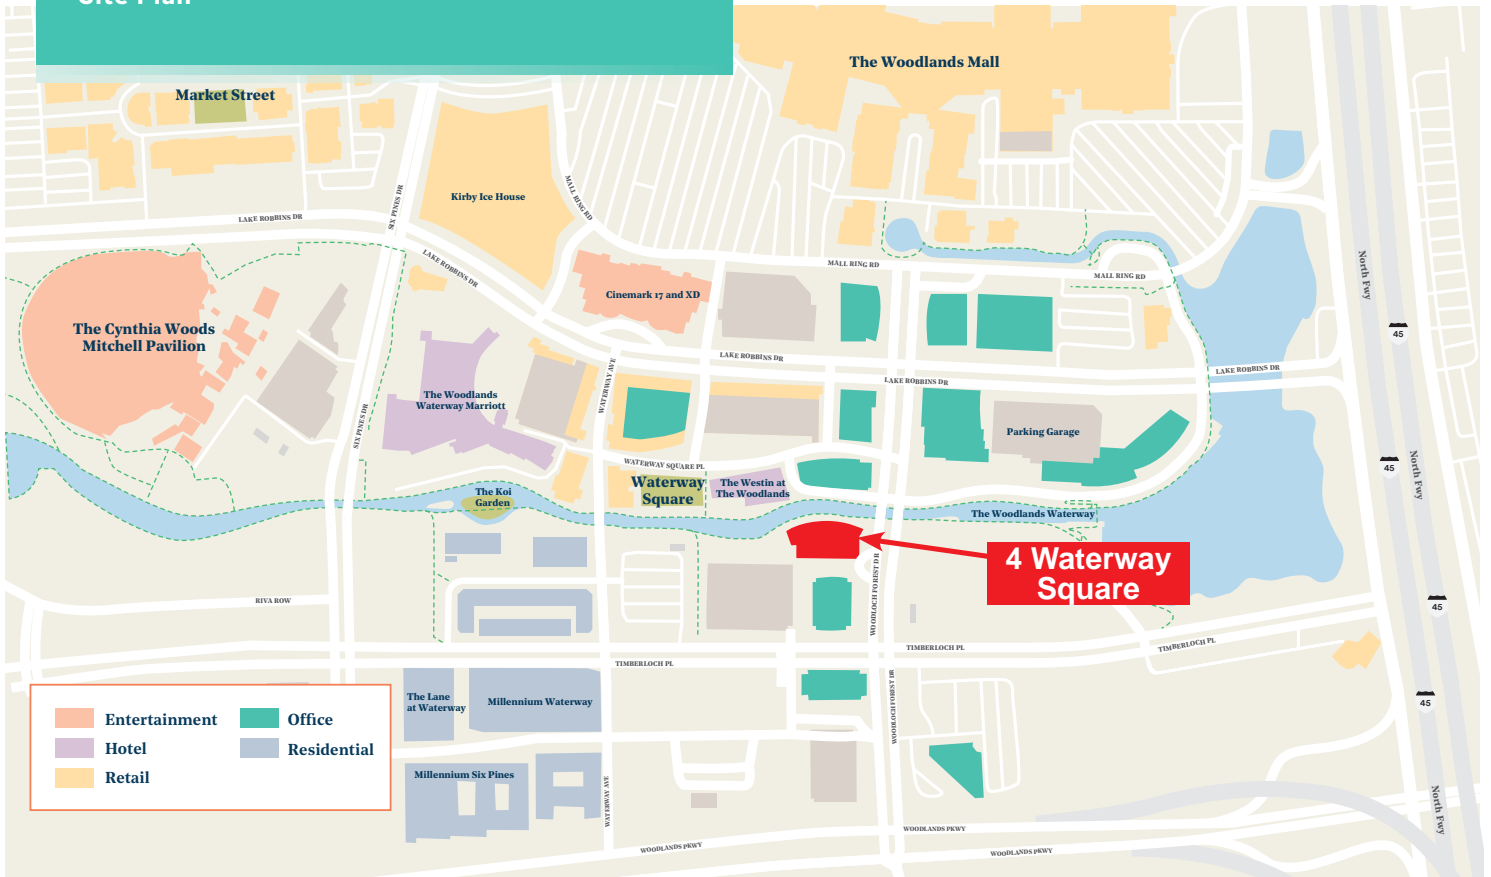 Site Plan
The Woodlands Mall
Market Street
Kirby Ice House
SIX PINES DR
MALL RING RD
LAKE ROBBINS DR
LAKE ROBBINS DR
MALL RING RD
MALL RING RD
North Fwy
Cinemark 17 and XD
The Cynthia Woods
Mitchell Pavilion
45
LAKE ROBBINS DR
LAKE ROBBINS DR
LAKE ROBBINS DR
WATERWAY AVE
The Woodlands
Waterway Marriott
SIX PINES DR
Parking Garage
WATERWAY SQUARE PL
45
North Fwy
Waterway
Square
The Westin at
The Woodlands
The Koi
Garden
The Woodlands Waterway
4 Waterway
Square
WOODLOCH FOREST DR
RIVA ROW
45
TIMBERLOCH PL
TIMBERLOCH PL
TIMBERLOCH PL
The Lane
at Waterway
Millennium Waterway
WOODLOCH FOREST DR
45
Entertainment
Office
Hotel
Residential
Retail
Millennium Six Pines
WATERWAY AVE
North Fwy
WOODLANDS PKWY
WOODLANDS PKWY
WOODLANDS PKWY